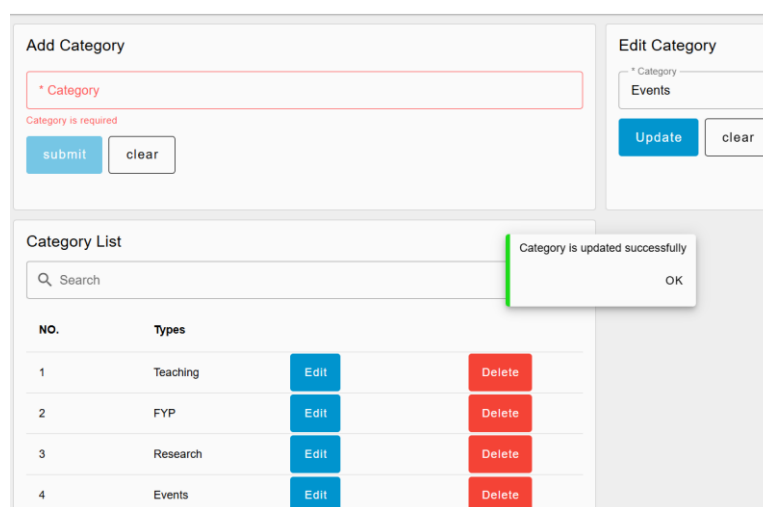 Add Category
* Category
Category is required
submit clear
Edit Category
* Category
Events
Update clear
Category List
Search
Category is updated successfully
OK
NO. Types
1 Teaching Edit Delete
2 FYP Edit Delete
3 Research Edit Delete
4 Events Edit Delete